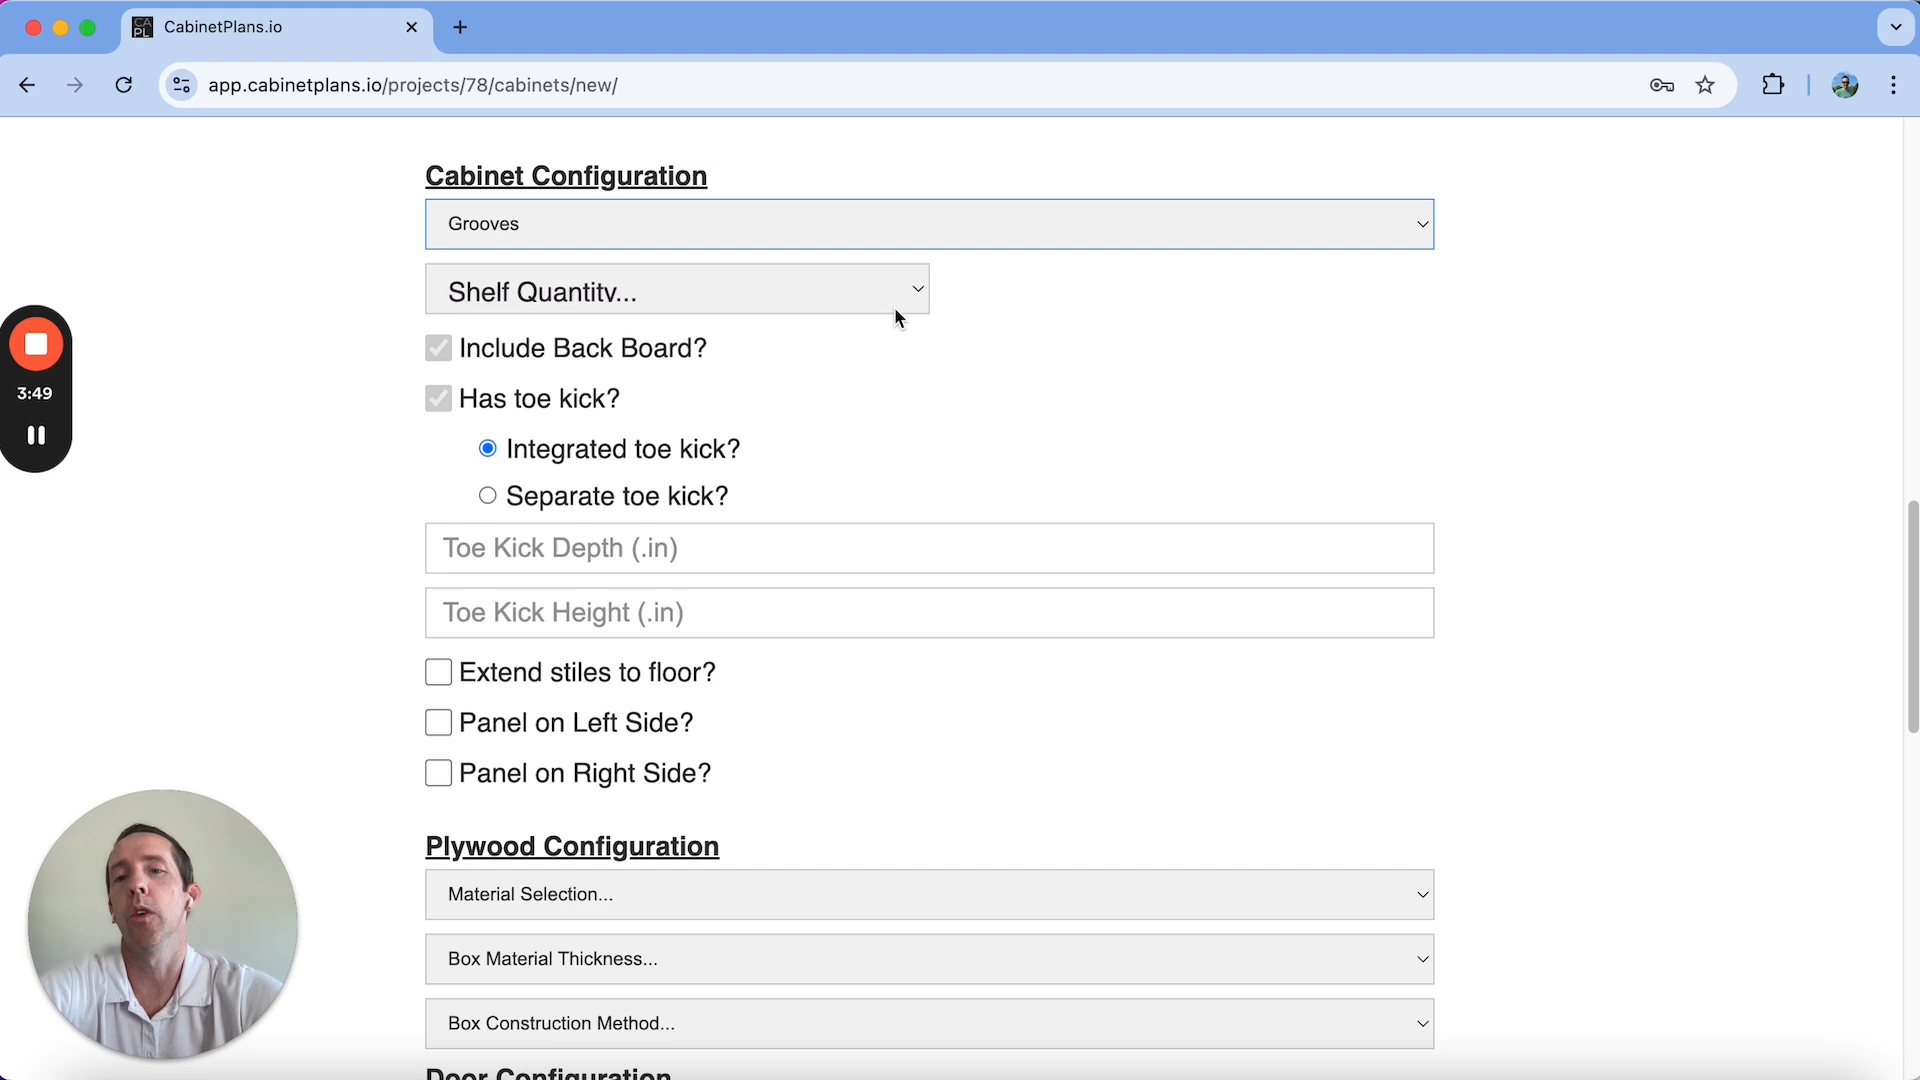 CAPL
CabinetPlans.io
app.cabinetplans.io/projects/78/cabinets/new/
Cabinet Configuration
Grooves
Shelf Quantity...
3:49
Include Back Board?
Has toe kick?
Integrated toe kick?
Separate toe kick?
Toe Kick Depth (.in)
Toe Kick Height (.in)
Extend stiles to floor?
Panel on Left Side?
Panel on Right Side?
Plywood Configuration
Material Selection...
Box Material Thickness...
Box Construction Method...
Door Configuration